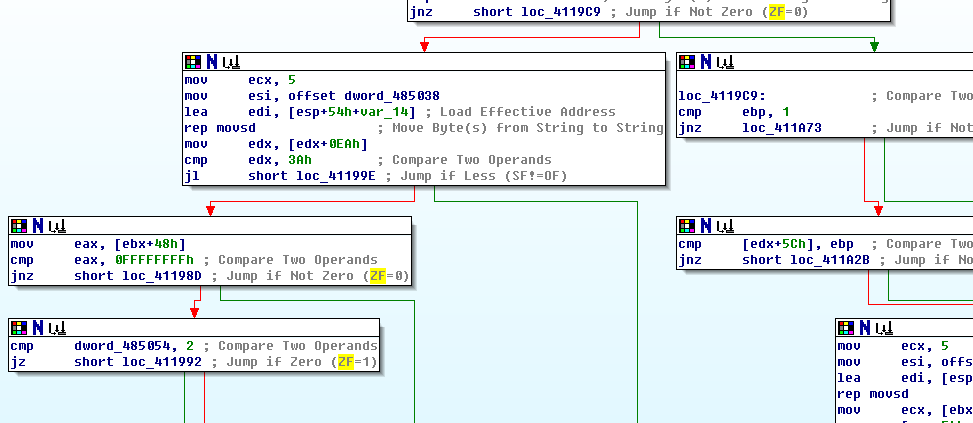 jnz     short loc_4119C9 ; Jump if Not Zero (ZF=0)
mov     ecx, 5
mov     esi, offset dword_485038
lea     edi, [esp+54h+var_14] ; Load Effective Address
rep movsd               ; Move Byte(s) from String to String
mov     edx, [edx+0EAh]
cmp     edx, 3Ah        ; Compare Two Operands
jl      short loc_41199E ; Jump if Less (SF!=OF)
loc_4119C9:             ; Compare Two
cmp     ebp, 1
jnz     loc_411A73      ; Jump if Not
mov     eax, [ebx+48h]
cmp     eax, 0FFFFFFFFh ; Compare Two Operands
jnz     short loc_41198D ; Jump if Not Zero (ZF=0)
cmp     [edx+5Ch], ebp  ; Compare Two
jnz     short loc_411A2B ; Jump if No
cmp     dword_485054, 2 ; Compare Two Operands
jz      short loc_411992 ; Jump if Zero (ZF=1)
mov     ecx, 5
mov     esi, offs
lea     edi, [esp
rep movsd
mov     ecx, [ebx